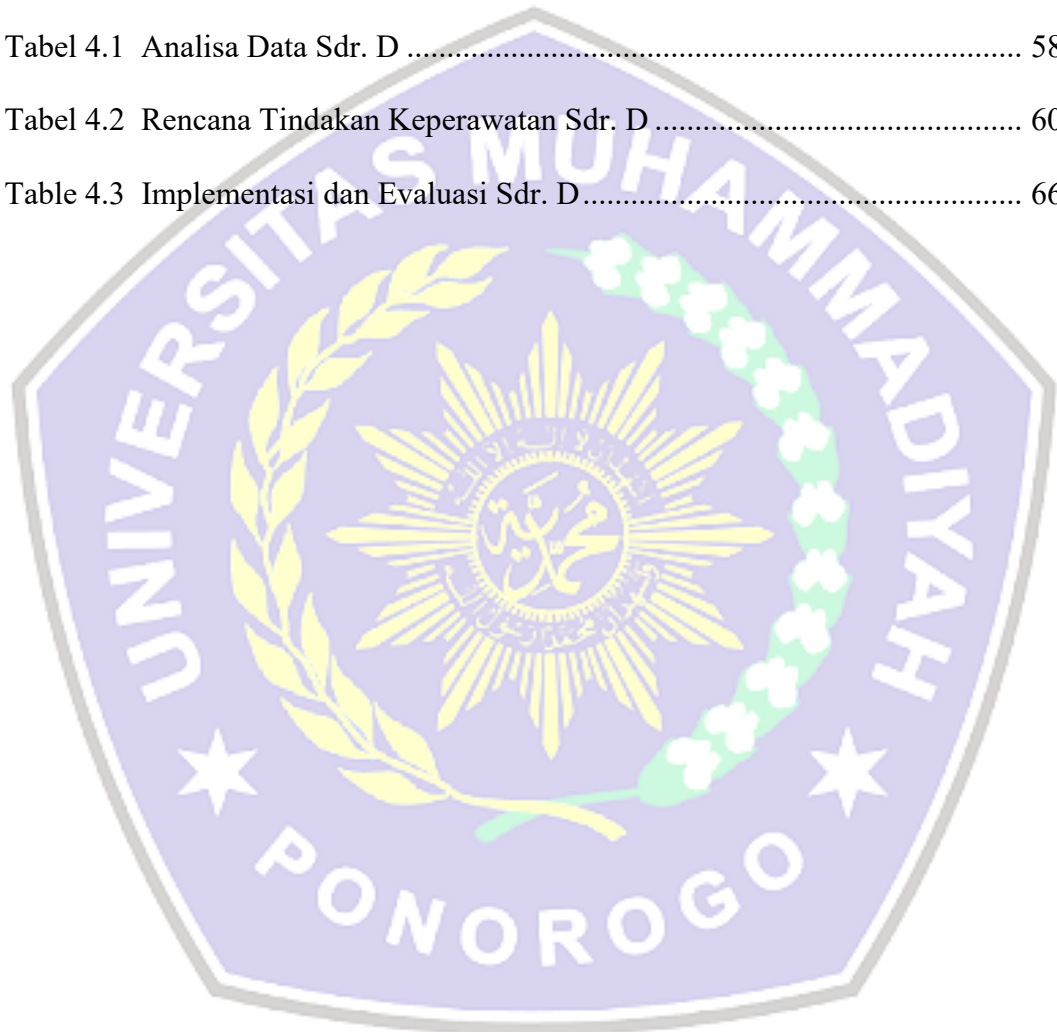 Tabel 4.1 Analisa Data Sdr. D ............................................................................ 58
Tabel 4.2 Rencana Tindakan Keperawatan Sdr. D ............................................. 60
Table 4.3 Implementasi dan Evaluasi Sdr. D...................................................... 66
UNIVERSITAS MUHAMMADIYAH
محمدية
PONOROGO